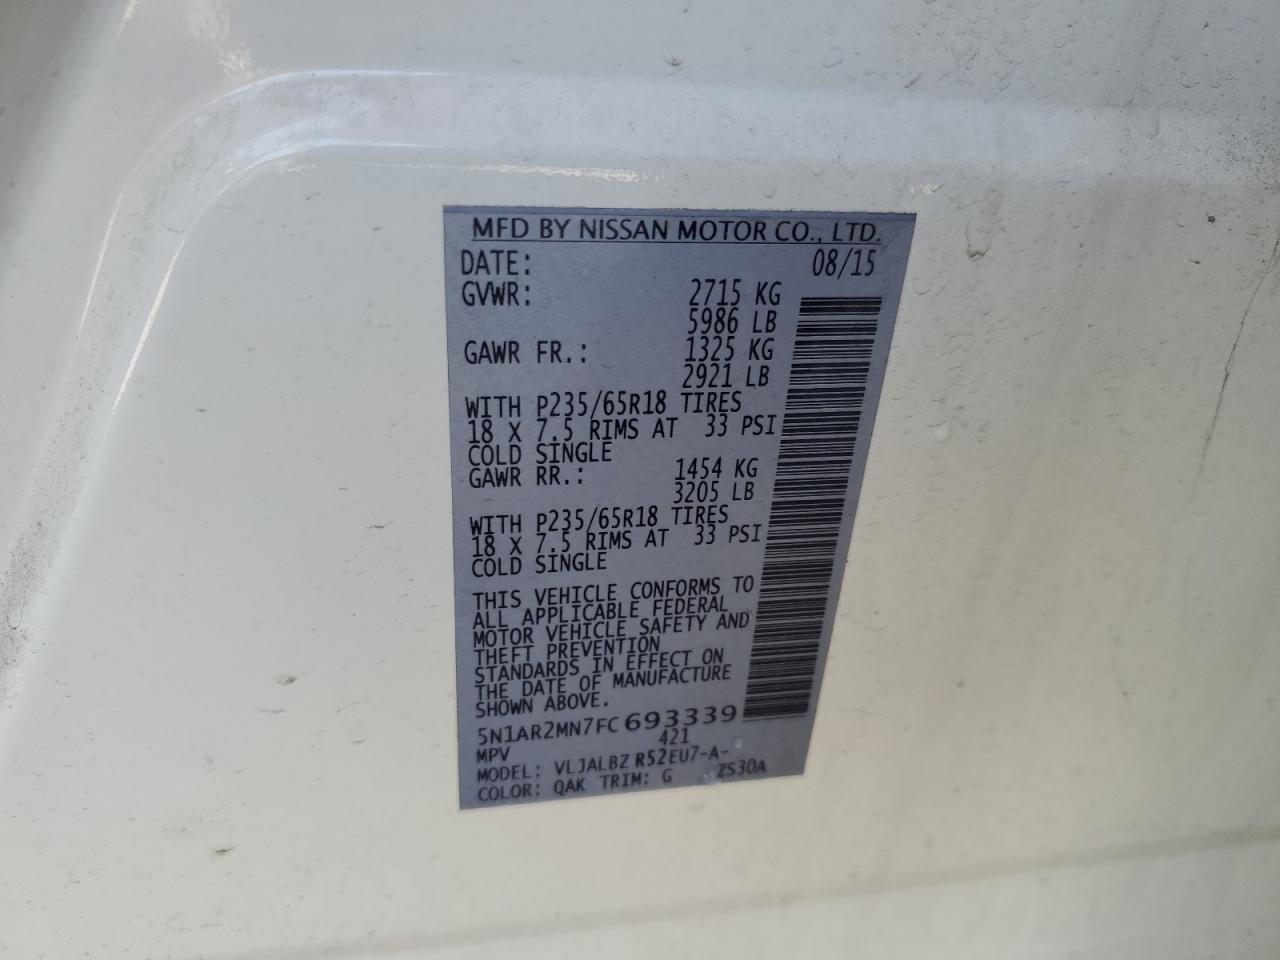 MFD BY NISSAN MOTOR CO., LTD.
DATE: 08/15
GVWR: 2715 KG
5986 LB
GAWR FR.: 1325 KG
2921 LB
WITH P235/65R18 TIRES
18 X 7.5 RIMS AT 33 PSI
COLD SINGLE
GAWR RR.: 1454 KG
3205 LB
WITH P235/65R18 TIRES
18 X 7.5 RIMS AT 33 PSI
COLD SINGLE
THIS VEHICLE CONFORMS TO
ALL APPLICABLE FEDERAL
MOTOR VEHICLE SAFETY AND
THEFT PREVENTION
STANDARDS IN EFFECT ON
THE DATE OF MANUFACTURE
SHOWN ABOVE.
5N1AR2MN7FC693339
MPV 421
MODEL: VLJALBZ R52EU7-A-
COLOR: QAK TRIM: G ZS30A